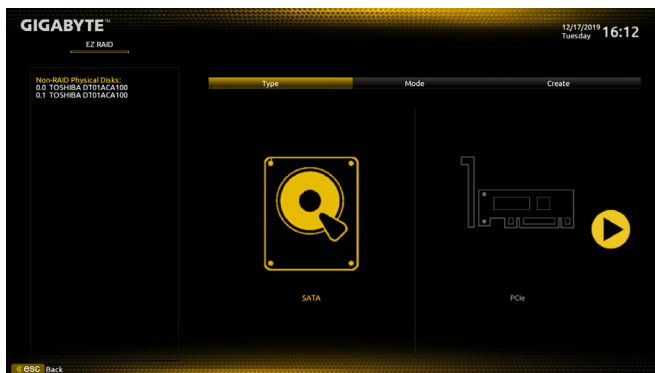 GIGABYTE™
12/17/2019 Tuesday 16:12
EZ RAID
Non-RAID Physical Disks:
0.0 TOSHIBA DT01ACA100
0.1 TOSHIBA DT01ACA100
Type Mode Create
SATA PCIe
esc Back